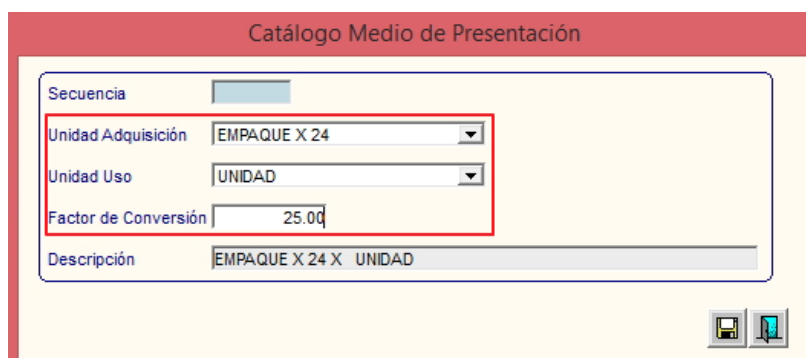 Catálogo Medio de Presentación
Secuencia
Unidad Adquisición EMPAQUE X 24
Unidad Uso UNIDAD
Factor de Conversión 25.00
Descripción EMPAQUE X 24 X UNIDAD